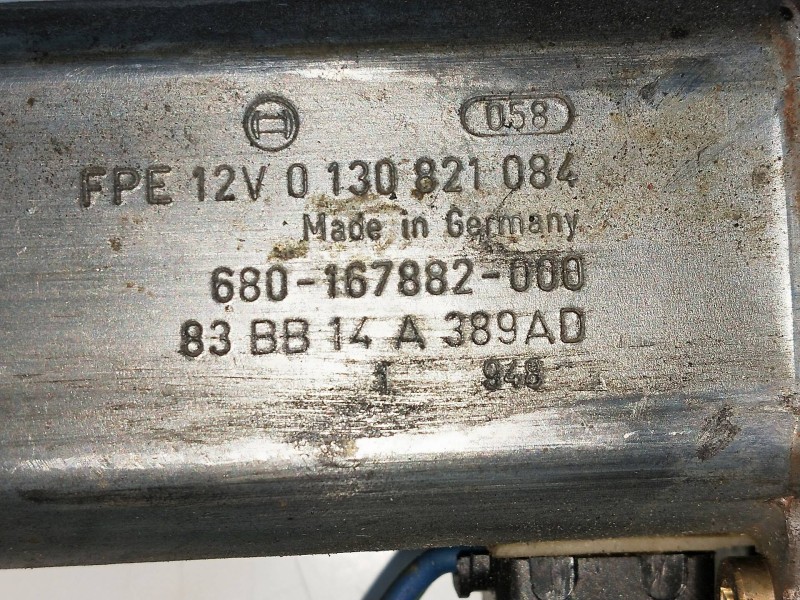 058
FPE 12V 0 130 821 084
Made in Germany
680-167882-000
83 BB 14 A 389AD
1 948